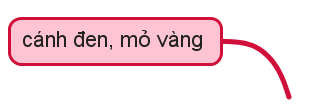 cánh đen, mỏ vàng